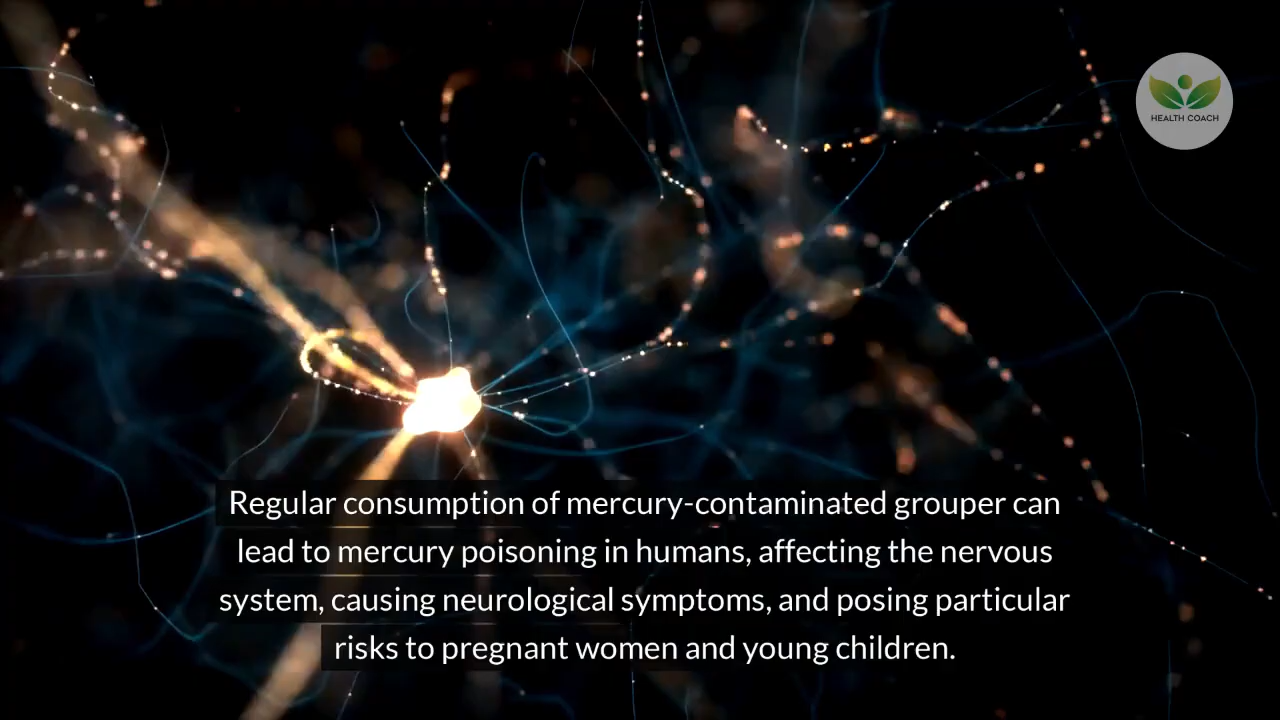 HEALTH COACH
Regular consumption of mercury-contaminated grouper can
lead to mercury poisoning in humans, affecting the nervous
system, causing neurological symptoms, and posing particular
risks to pregnant women and young children.